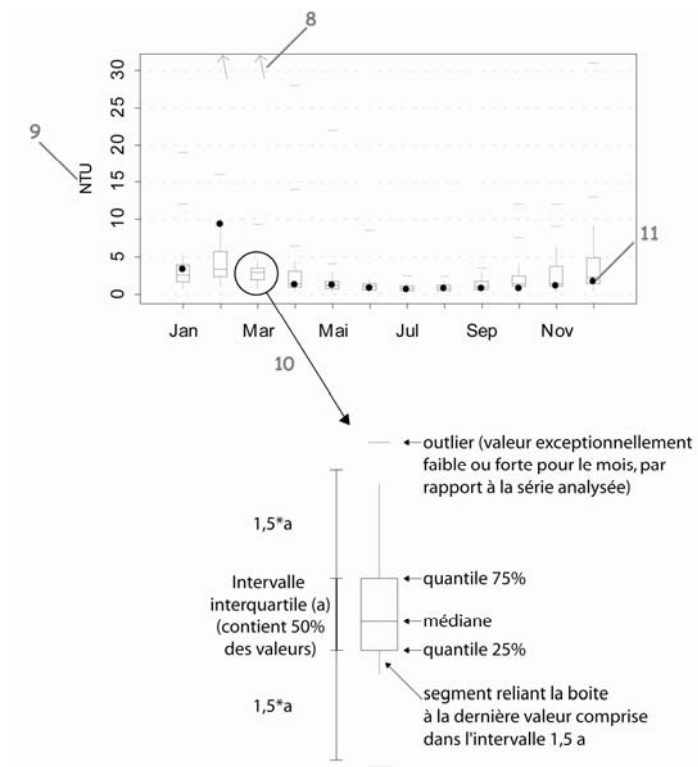 8
30
25
20
15
10
5
0
9
NTU
11
Jan
Mar
Mai
Jul
Sep
Nov
10
outlier (valeur exceptionnellement
faible ou forte pour le mois, par
rapport à la série analysée)
1,5*a
quantile 75%
Intervalle
interquartile (a)
(contient 50%
des valeurs)
médiane
quantile 25%
1,5*a
segment reliant la boite
à la dernière valeur comprise
dans l'intervalle 1,5 a